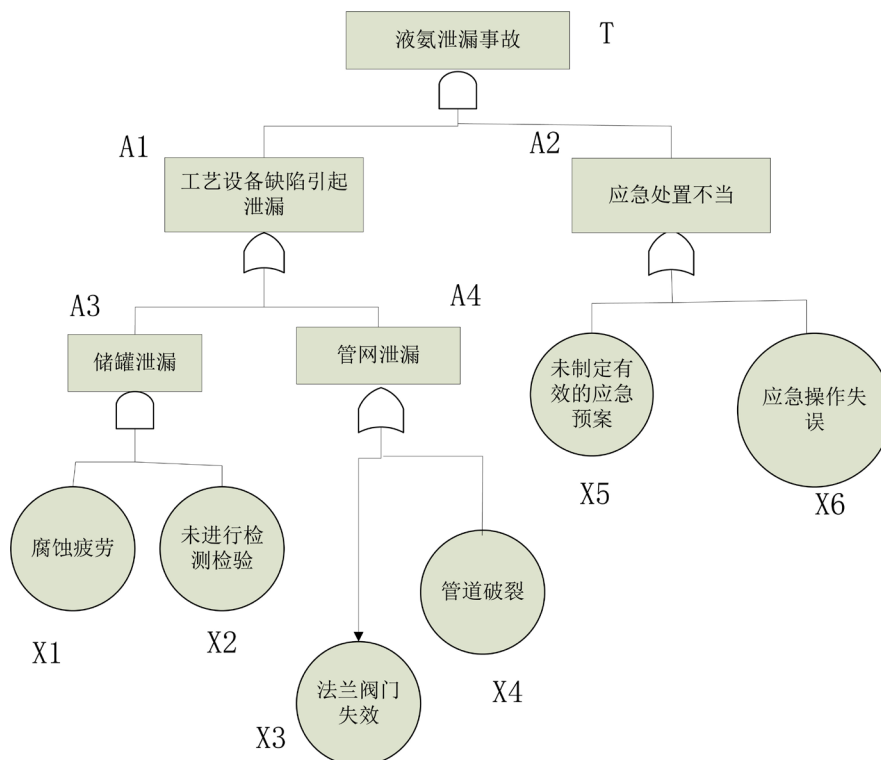 液氨泄漏事故
T
A1
A2
工艺设备缺陷引起
泄漏
应急处置不当
A3
A4
储罐泄漏
管网泄漏
未制定有
效的应急
预案
应急操作失
误
X5
X6
腐蚀疲劳
未进行检
测检验
管道破裂
X1
X2
法兰阀门
失效
X4
X3